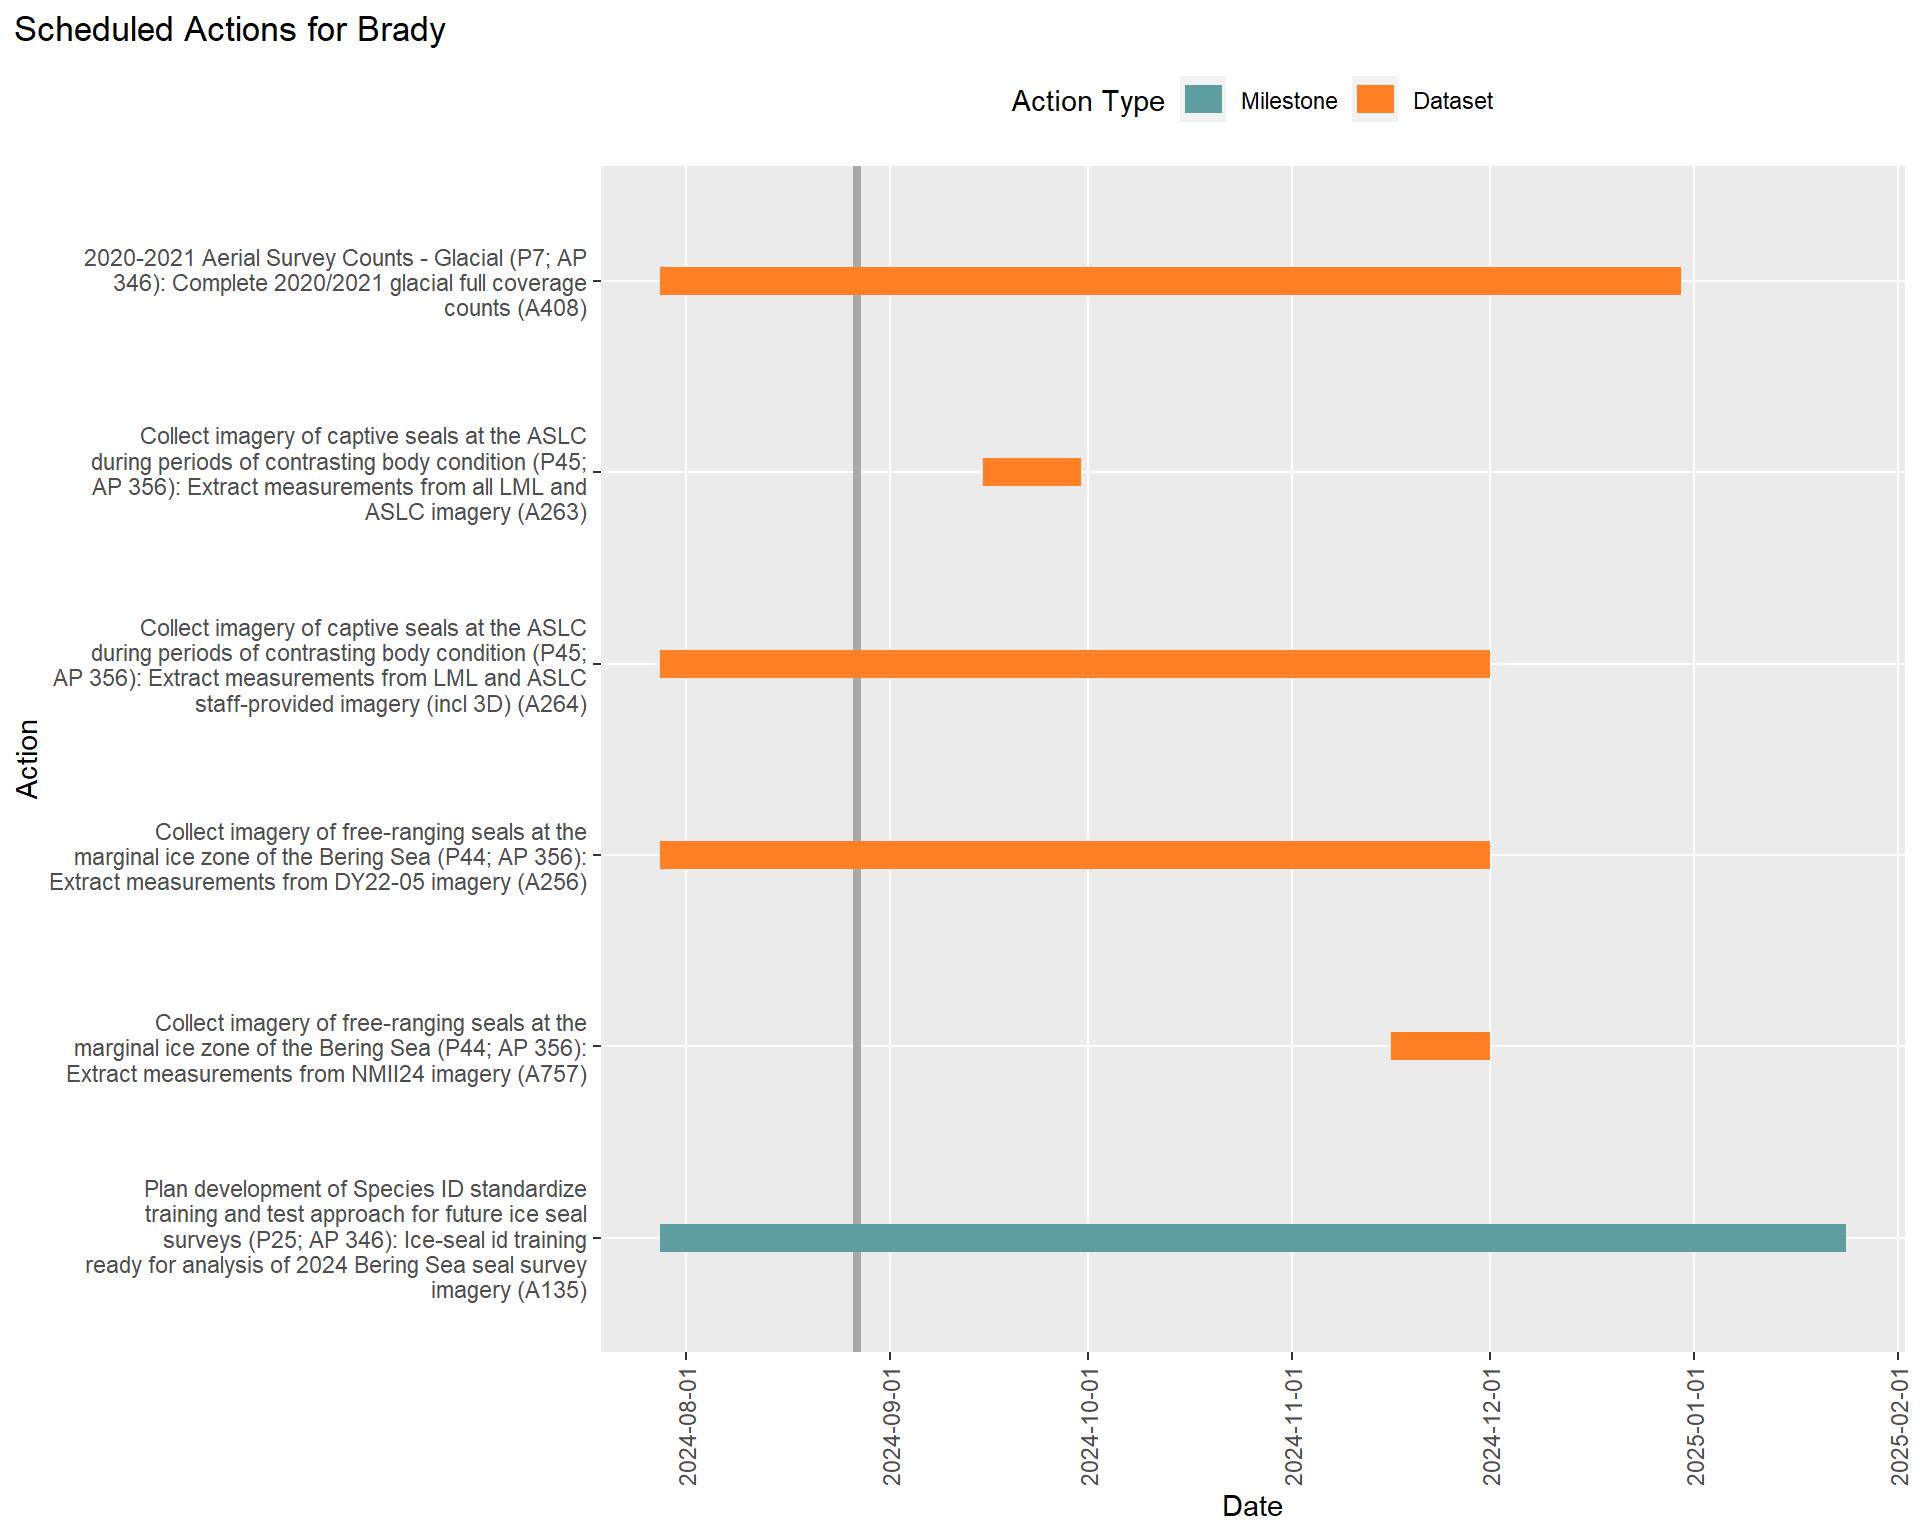 Scheduled Actions for Brady
Action Type
Milestone
Dataset
2020-2021 Aerial Survey Counts - Glacial (P7; AP
346): Complete 2020/2021 glacial full coverage
counts (A408)
Collect imagery of captive seals at the ASLC
during periods of contrasting body condition (P45;
AP 356): Extract measurements from all LML and
ASLC imagery (A263)
Collect imagery of captive seals at the ASLC
during periods of contrasting body condition (P45;
AP 356): Extract measurements from LML and ASLC
staff-provided imagery (incl 3D) (A264)
Collect imagery of free-ranging seals at the
marginal ice zone of the Bering Sea (P44; AP 356):
Extract measurements from DY22-05 imagery (A256)
Collect imagery of free-ranging seals at the
marginal ice zone of the Bering Sea (P44; AP 356):
Extract measurements from NMII24 imagery (A757)
Plan development of Species ID standardize
training and test approach for future ice seal
surveys (P25; AP 346): Ice-seal id training
ready for analysis of 2024 Bering Sea seal survey
imagery (A135)
Action
2024-08-01
2024-09-01
2024-10-01
2024-11-01
2024-12-01
2025-01-01
2025-02-01
Date